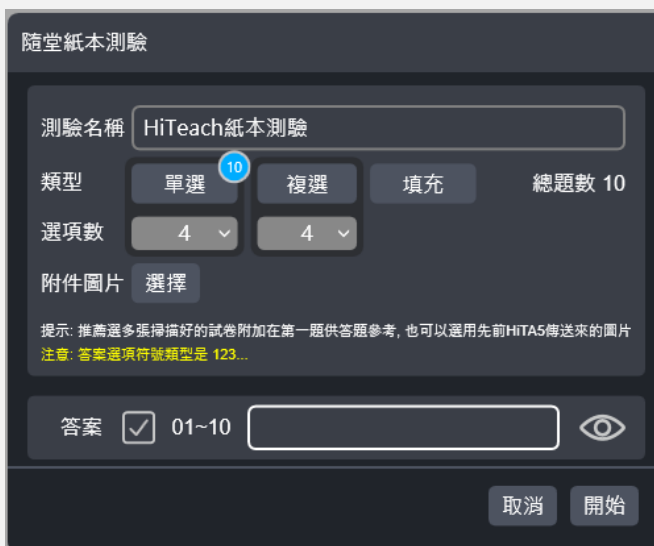 隨堂紙本測驗
測驗名稱 HiTeach紙本測驗
類型 單選 10 複選 填充 總題數 10
選項數 4 4
附件圖片 選擇
提示: 推薦選多張掃描好的試卷附加在第一題供答題參考, 也可以選用先前HiTA5傳送來的圖片
注意: 答案選項符號類型是 123...
答案 01~10
取消 開始